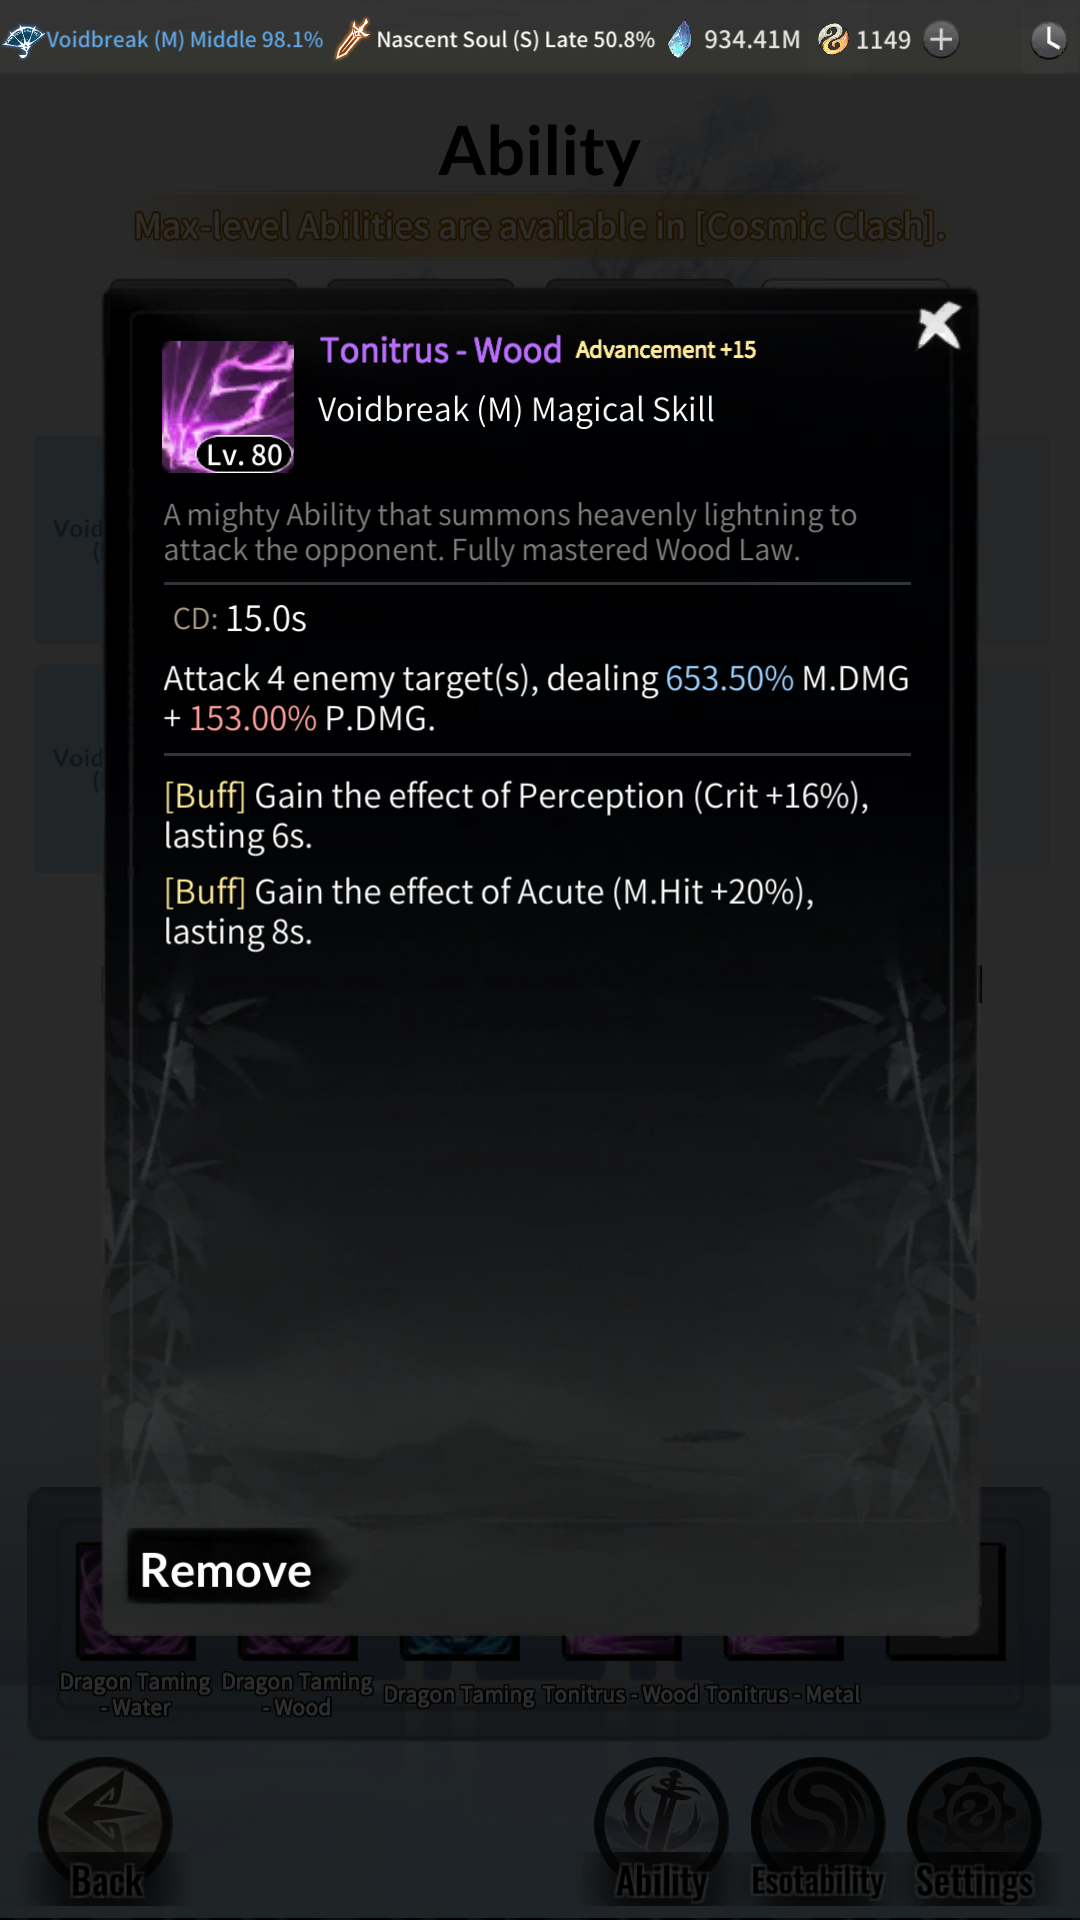 Voidbreak (M) Middle 98.1% Nascent Soul (S) Late 50.8% 934.41M 1149
Ability
Max-level Abilities are available in [Cosmic Clash].
Tonitrus - Wood Advancement +15
Voidbreak (M) Magical Skill
Lv. 80
A mighty Ability that summons heavenly lightning to
attack the opponent. Fully mastered Wood Law.
CD: 15.0s
Attack 4 enemy target(s), dealing 653.50% M.DMG
+ 153.00% P.DMG.
[Buff] Gain the effect of Perception (Crit +16%),
lasting 6s.
[Buff] Gain the effect of Acute (M.Hit +20%),
lasting 8s.
Remove
Dragon Taming
- Water
Dragon Taming
- Wood
Dragon Taming
Tonitrus - Wood
Tonitrus - Metal
Back
Ability
Esotability
Settings